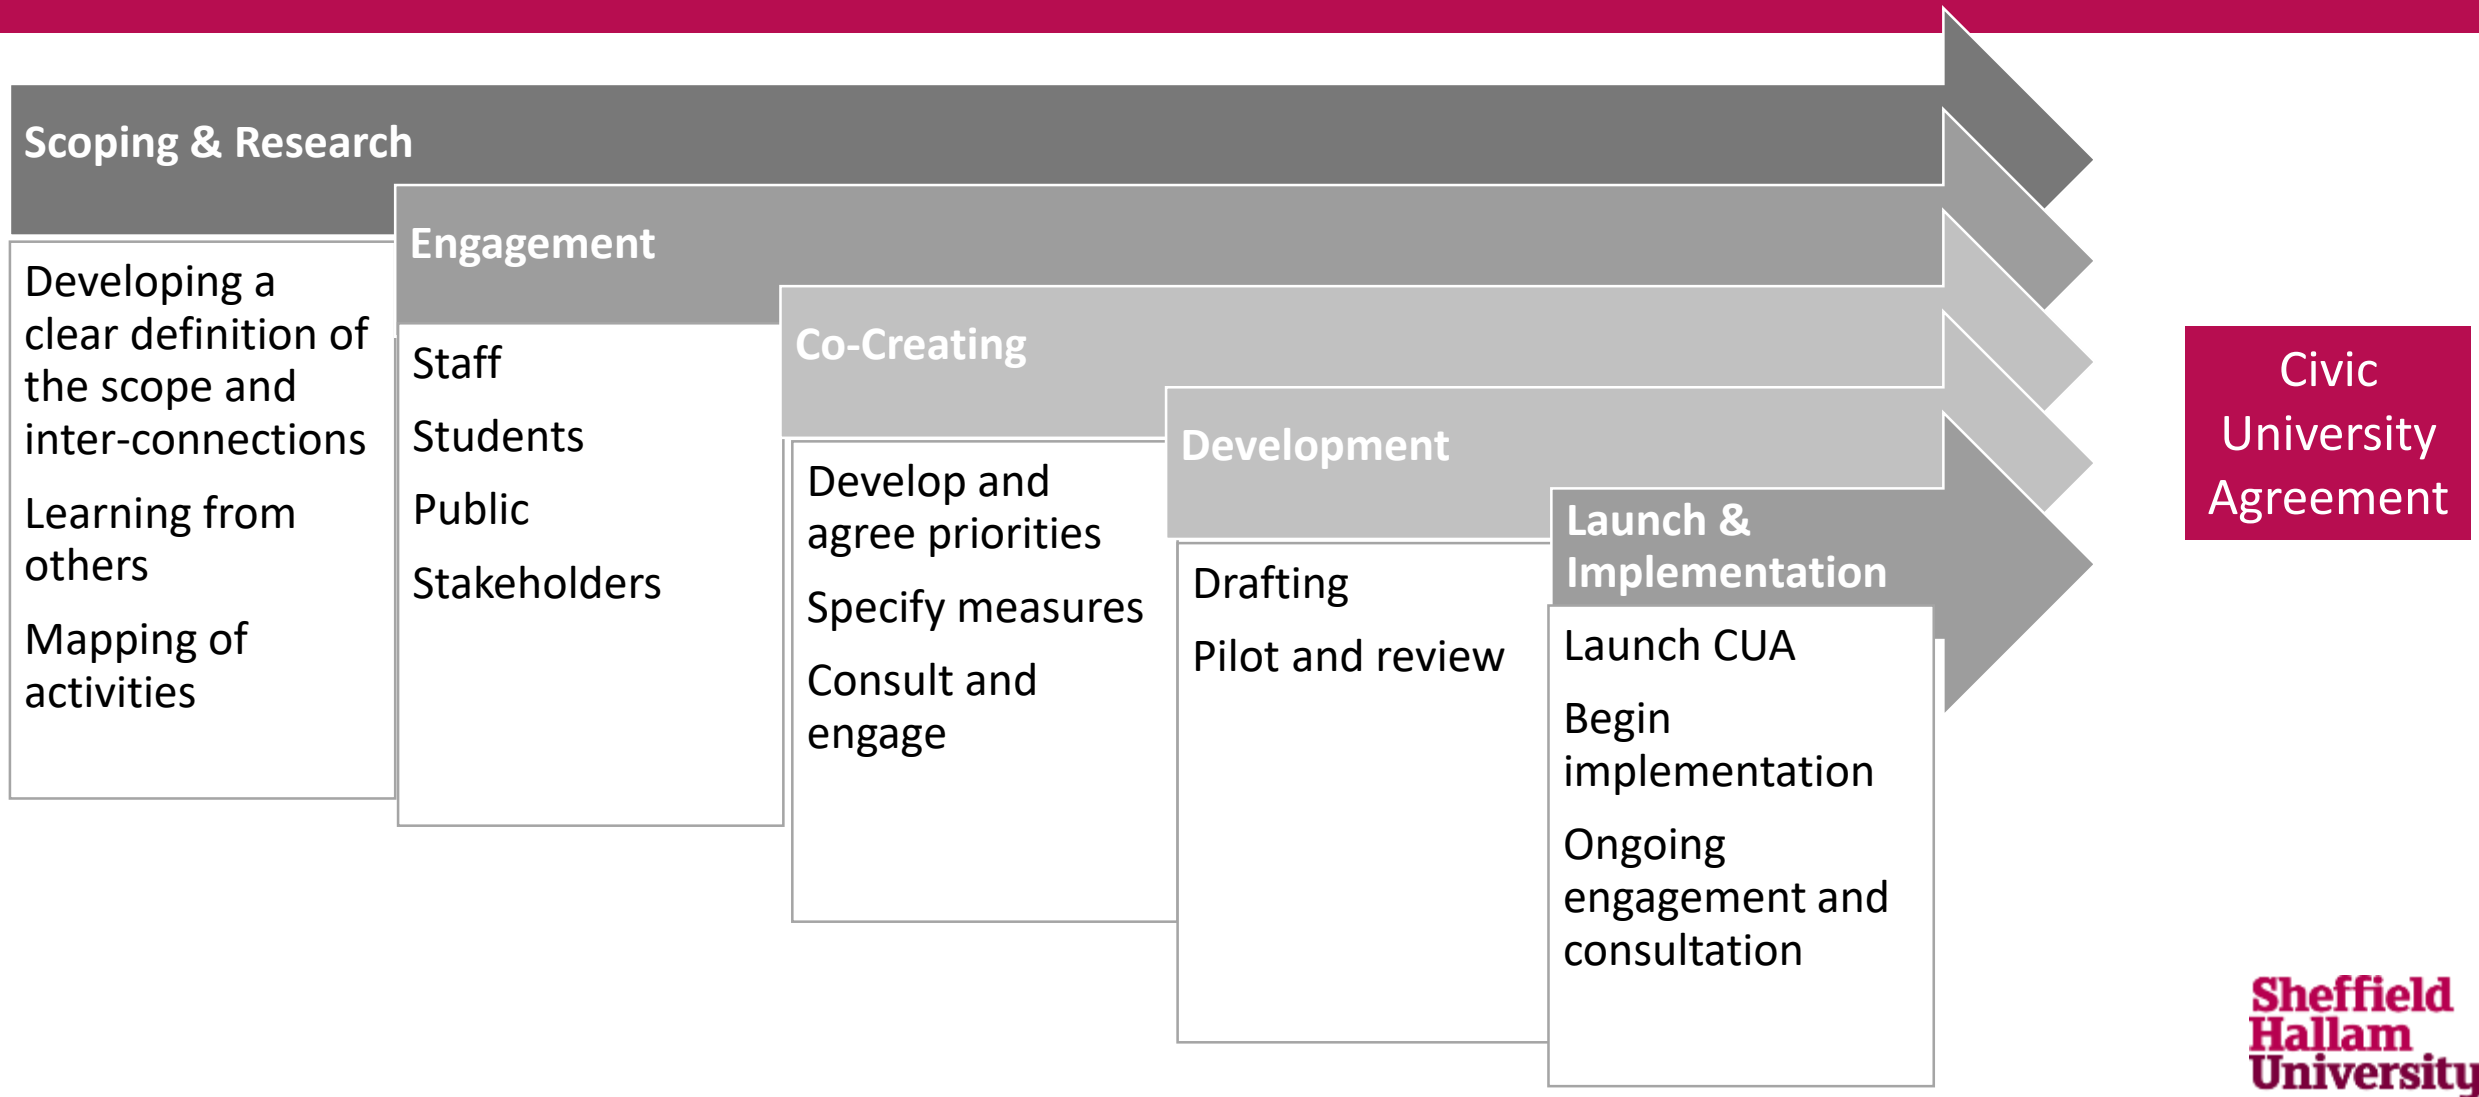 Scoping & Research
Developing a
clear definition of
the scope and
inter-connections
Learning from
others
Mapping of
activities
Engagement
Staff
Students
Public
Stakeholders
Co-Creating
Develop and
agree priorities
Specify measures
Consult and
engage
Development
Drafting
Pilot and review
Launch &
Implementation
Launch CUA
Begin
implementation
Ongoing
engagement and
consultation
Civic
University
Agreement
Sheffield
Hallam
University